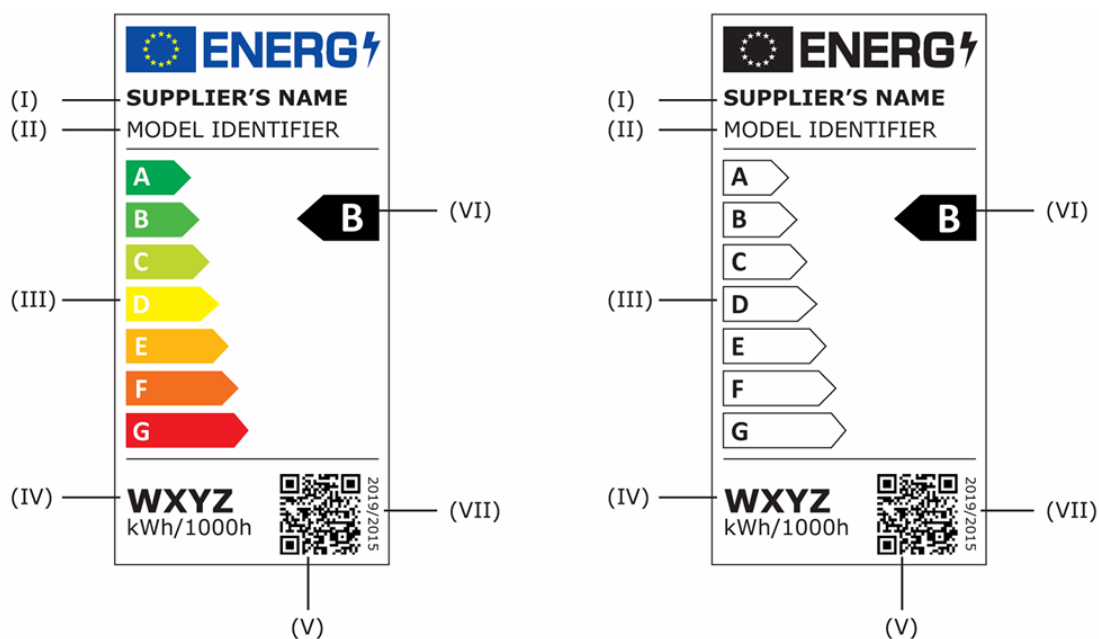 ENERG
(I) SUPPLIER'S NAME
(II) MODEL IDENTIFIER
A
B
C
D
E
F
G
B
(VI)
(III)
(IV) WXYZ
kWh/1000h
2019/2015
(VII)
(V)
ENERG
(I) SUPPLIER'S NAME
(II) MODEL IDENTIFIER
A
B
C
D
E
F
G
B
(VI)
(III)
(IV) WXYZ
kWh/1000h
2019/2015
(VII)
(V)